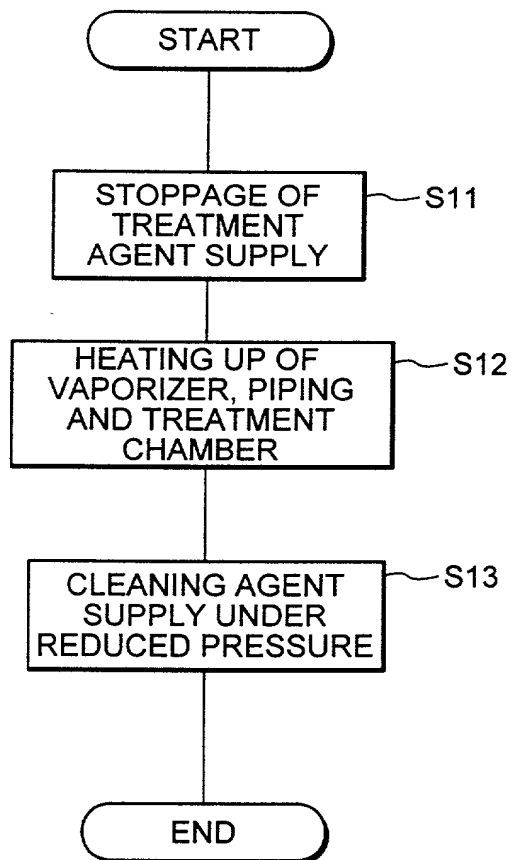 START
STOPPAGE OF
TREATMENT
AGENT SUPPLY
S11
HEATING UP OF
VAPORIZER, PIPING
AND TREATMENT
CHAMBER
S12
CLEANING AGENT
SUPPLY UNDER
REDUCED PRESSURE
S13
END